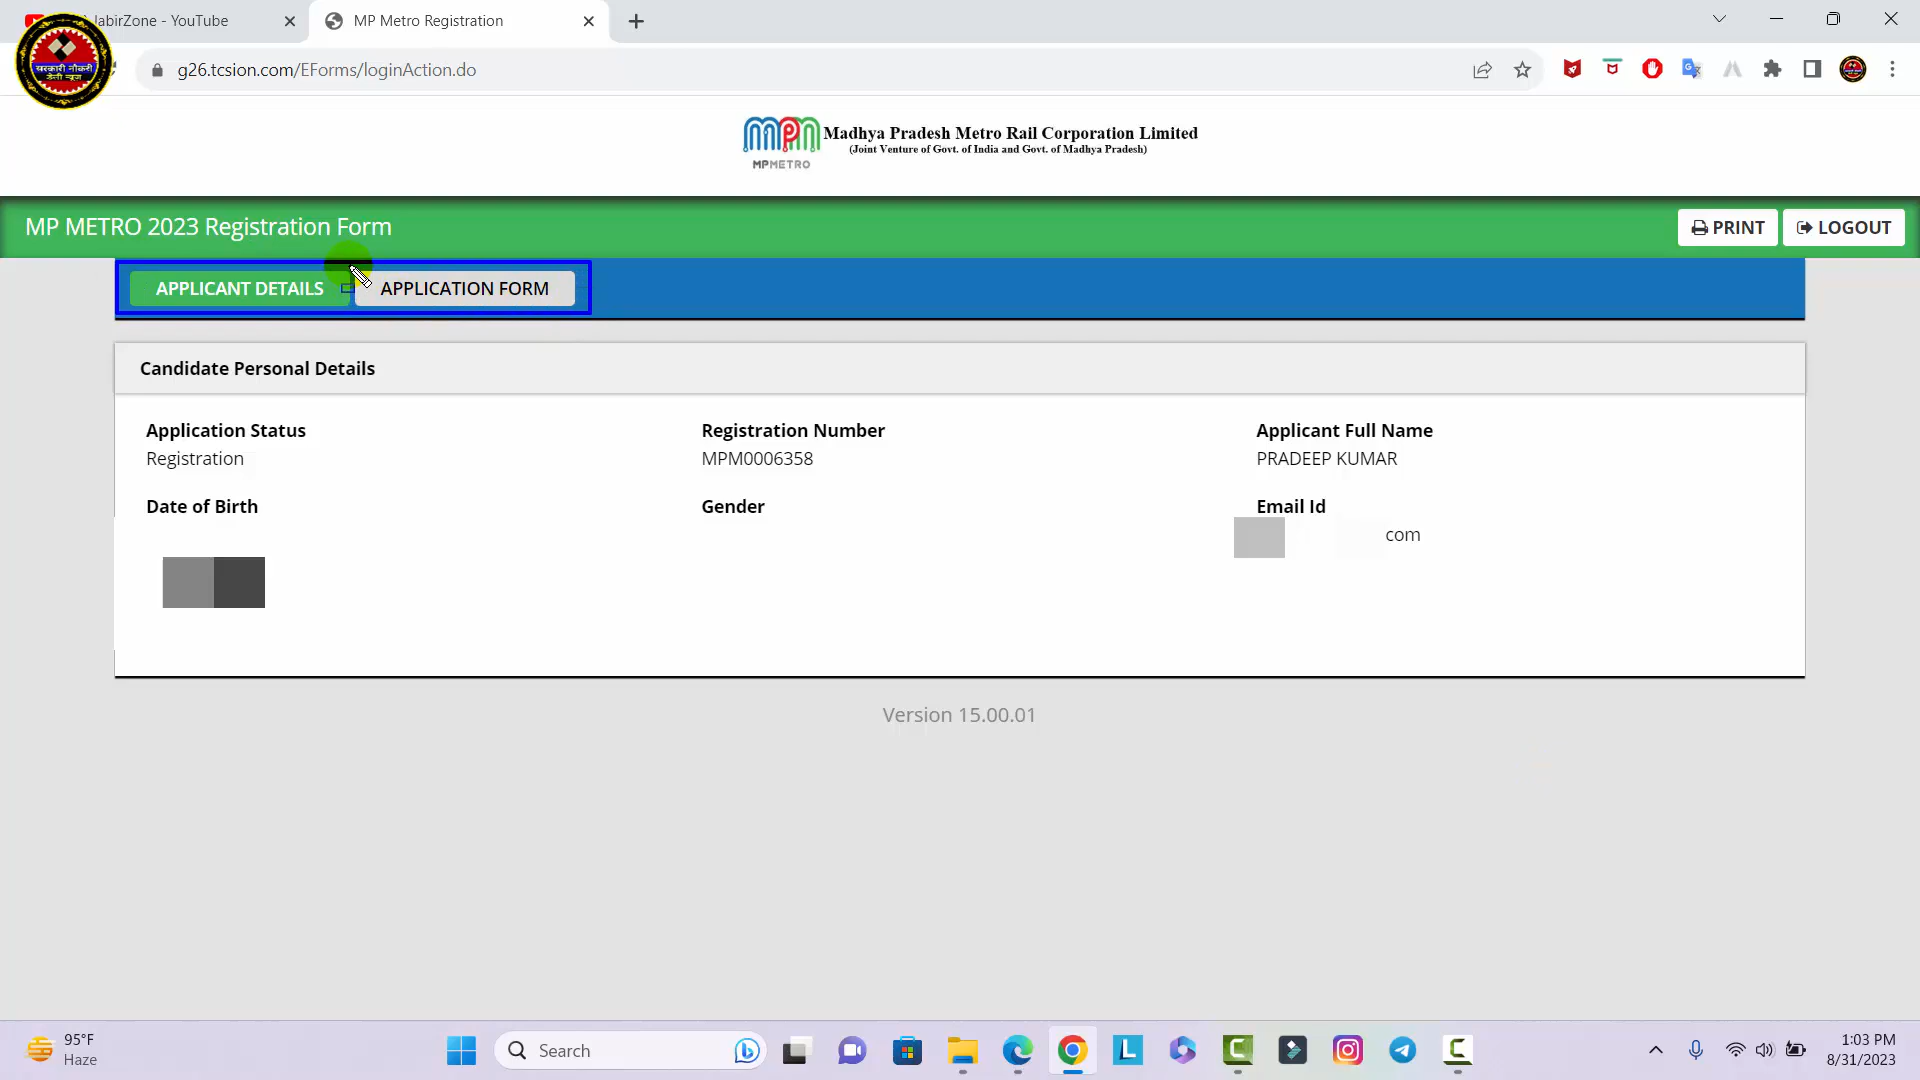 JabirZone - YouTube
MP Metro Registration
सरकारी नौकरी
डेली न्यूज
g26.tcsion.com/EForms/loginAction.do
MPMETRO
Madhya Pradesh Metro Rail Corporation Limited
(Joint Venture of Govt. of India and Govt. of Madhya Pradesh)
MP METRO 2023 Registration Form
PRINT
LOGOUT
APPLICANT DETAILS
APPLICATION FORM
Candidate Personal Details
Application Status
Registration
Registration Number
MPM0006358
Applicant Full Name
PRADEEP KUMAR
Date of Birth
Gender
Email Id
com
Version 15.00.01
95°F
Haze
Search
1:03 PM
8/31/2023